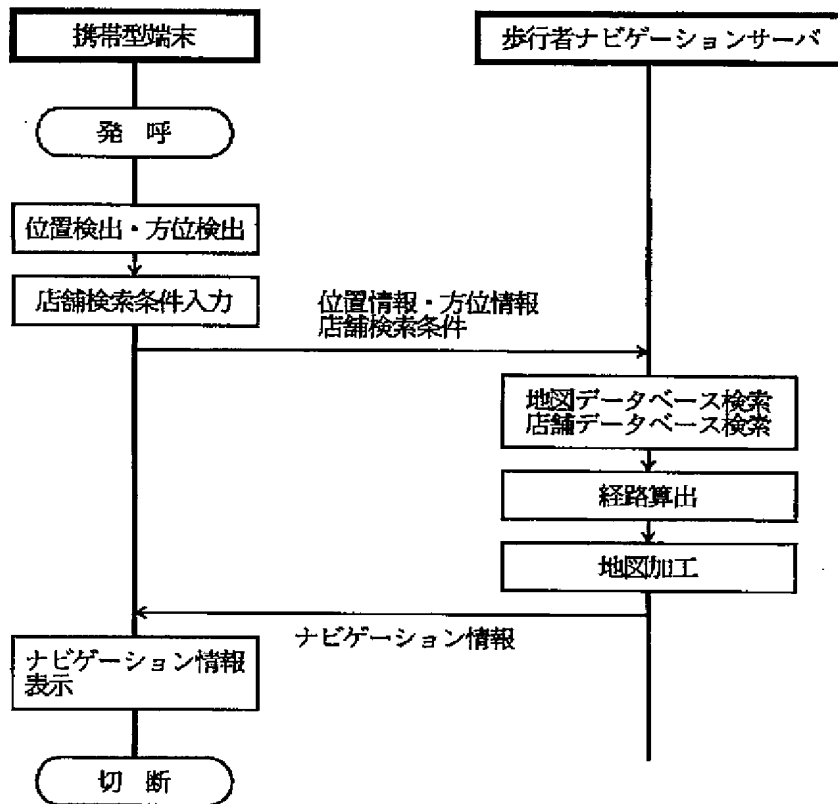 携帯型端末
歩行者ナビゲーションサーバ
発 呼
位置検出・方位検出
店舗検索条件入力
位置情報・方位情報
店舗検索条件
地図データベース検索
店舗データベース検索
経路算出
地図加工
ナビゲーション情報
ナビゲーション情報
表示
切 断